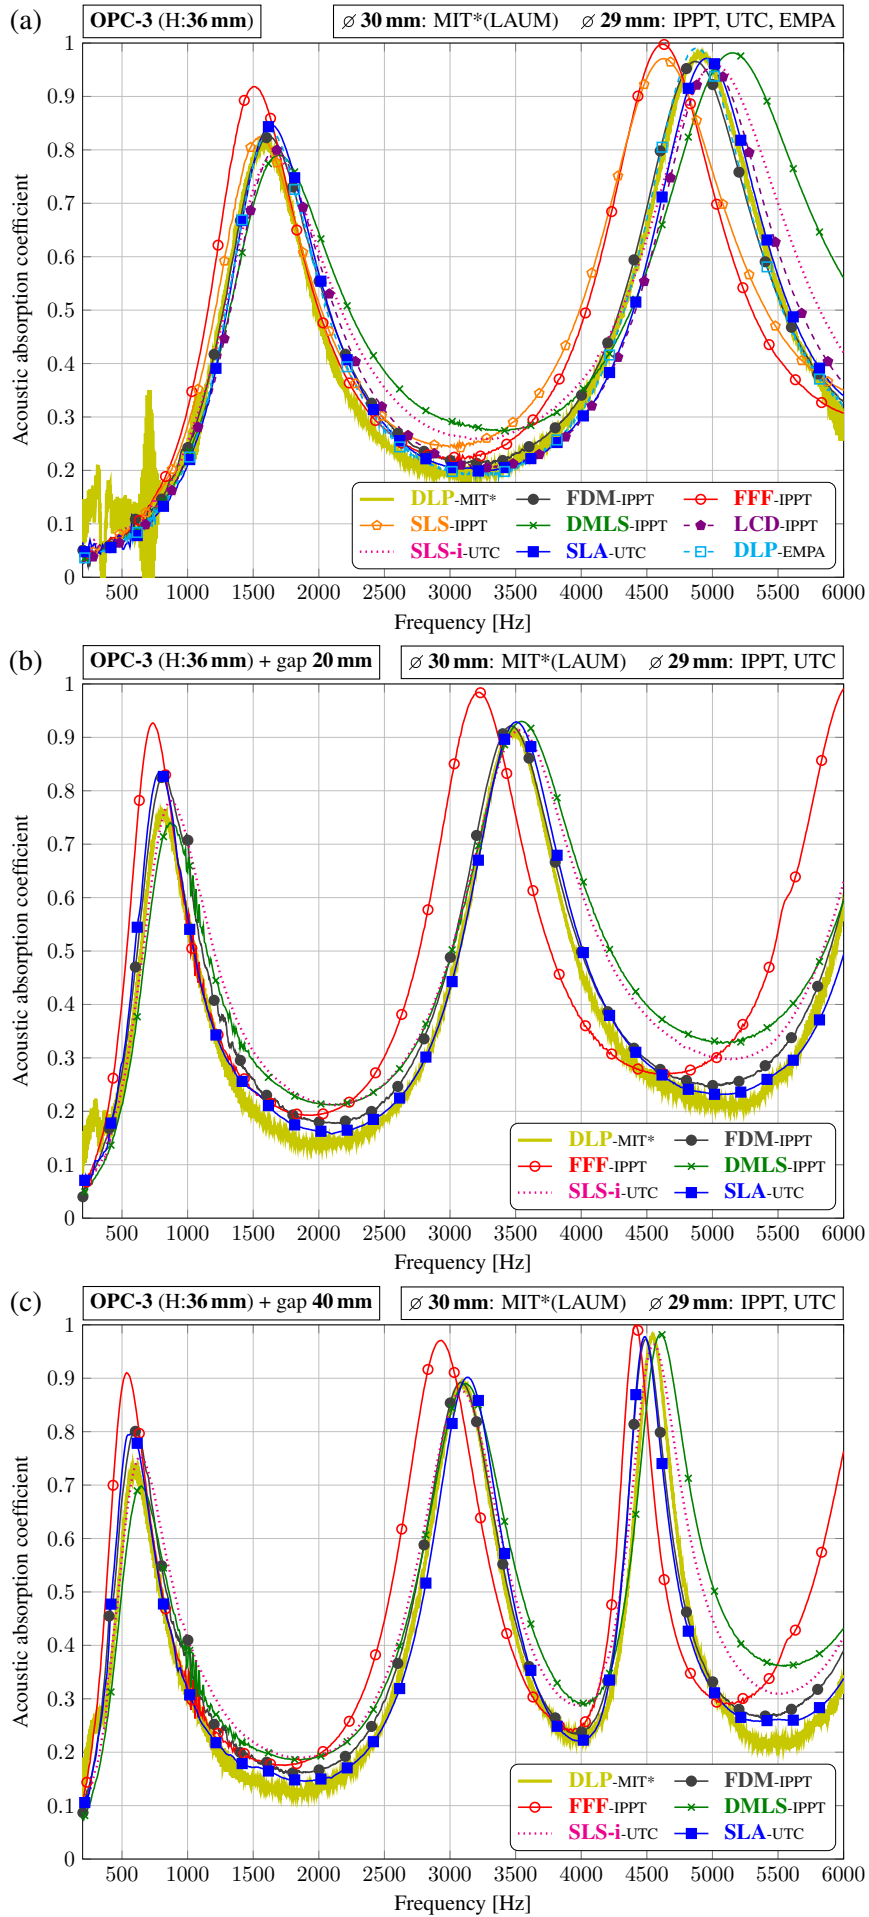 (a)
OPC-3 (H:36 mm)
⌀ 30 mm: MIT*(LAUM) ⌀ 29 mm: IPPT, UTC, EMPA
1
0.9
0.8
0.7
0.6
0.5
0.4
0.3
0.2
0.1
0
Acoustic absorption coefficient
DLP-MIT* FDM-IPPT FFF-IPPT
SLS-IPPT DMLS-IPPT LCD-IPPT
SLS-i-UTC SLA-UTC DLP-EMPA
500 1000 1500 2000 2500 3000 3500 4000 4500 5000 5500 6000
Frequency [Hz]
(b)
OPC-3 (H:36 mm) + gap 20 mm
⌀ 30 mm: MIT*(LAUM) ⌀ 29 mm: IPPT, UTC
1
0.9
0.8
0.7
0.6
0.5
0.4
0.3
0.2
0.1
0
Acoustic absorption coefficient
DLP-MIT* FDM-IPPT
FFF-IPPT DMLS-IPPT
SLS-i-UTC SLA-UTC
500 1000 1500 2000 2500 3000 3500 4000 4500 5000 5500 6000
Frequency [Hz]
(c)
OPC-3 (H:36 mm) + gap 40 mm
⌀ 30 mm: MIT*(LAUM) ⌀ 29 mm: IPPT, UTC
1
0.9
0.8
0.7
0.6
0.5
0.4
0.3
0.2
0.1
0
Acoustic absorption coefficient
DLP-MIT* FDM-IPPT
FFF-IPPT DMLS-IPPT
SLS-i-UTC SLA-UTC
500 1000 1500 2000 2500 3000 3500 4000 4500 5000 5500 6000
Frequency [Hz]